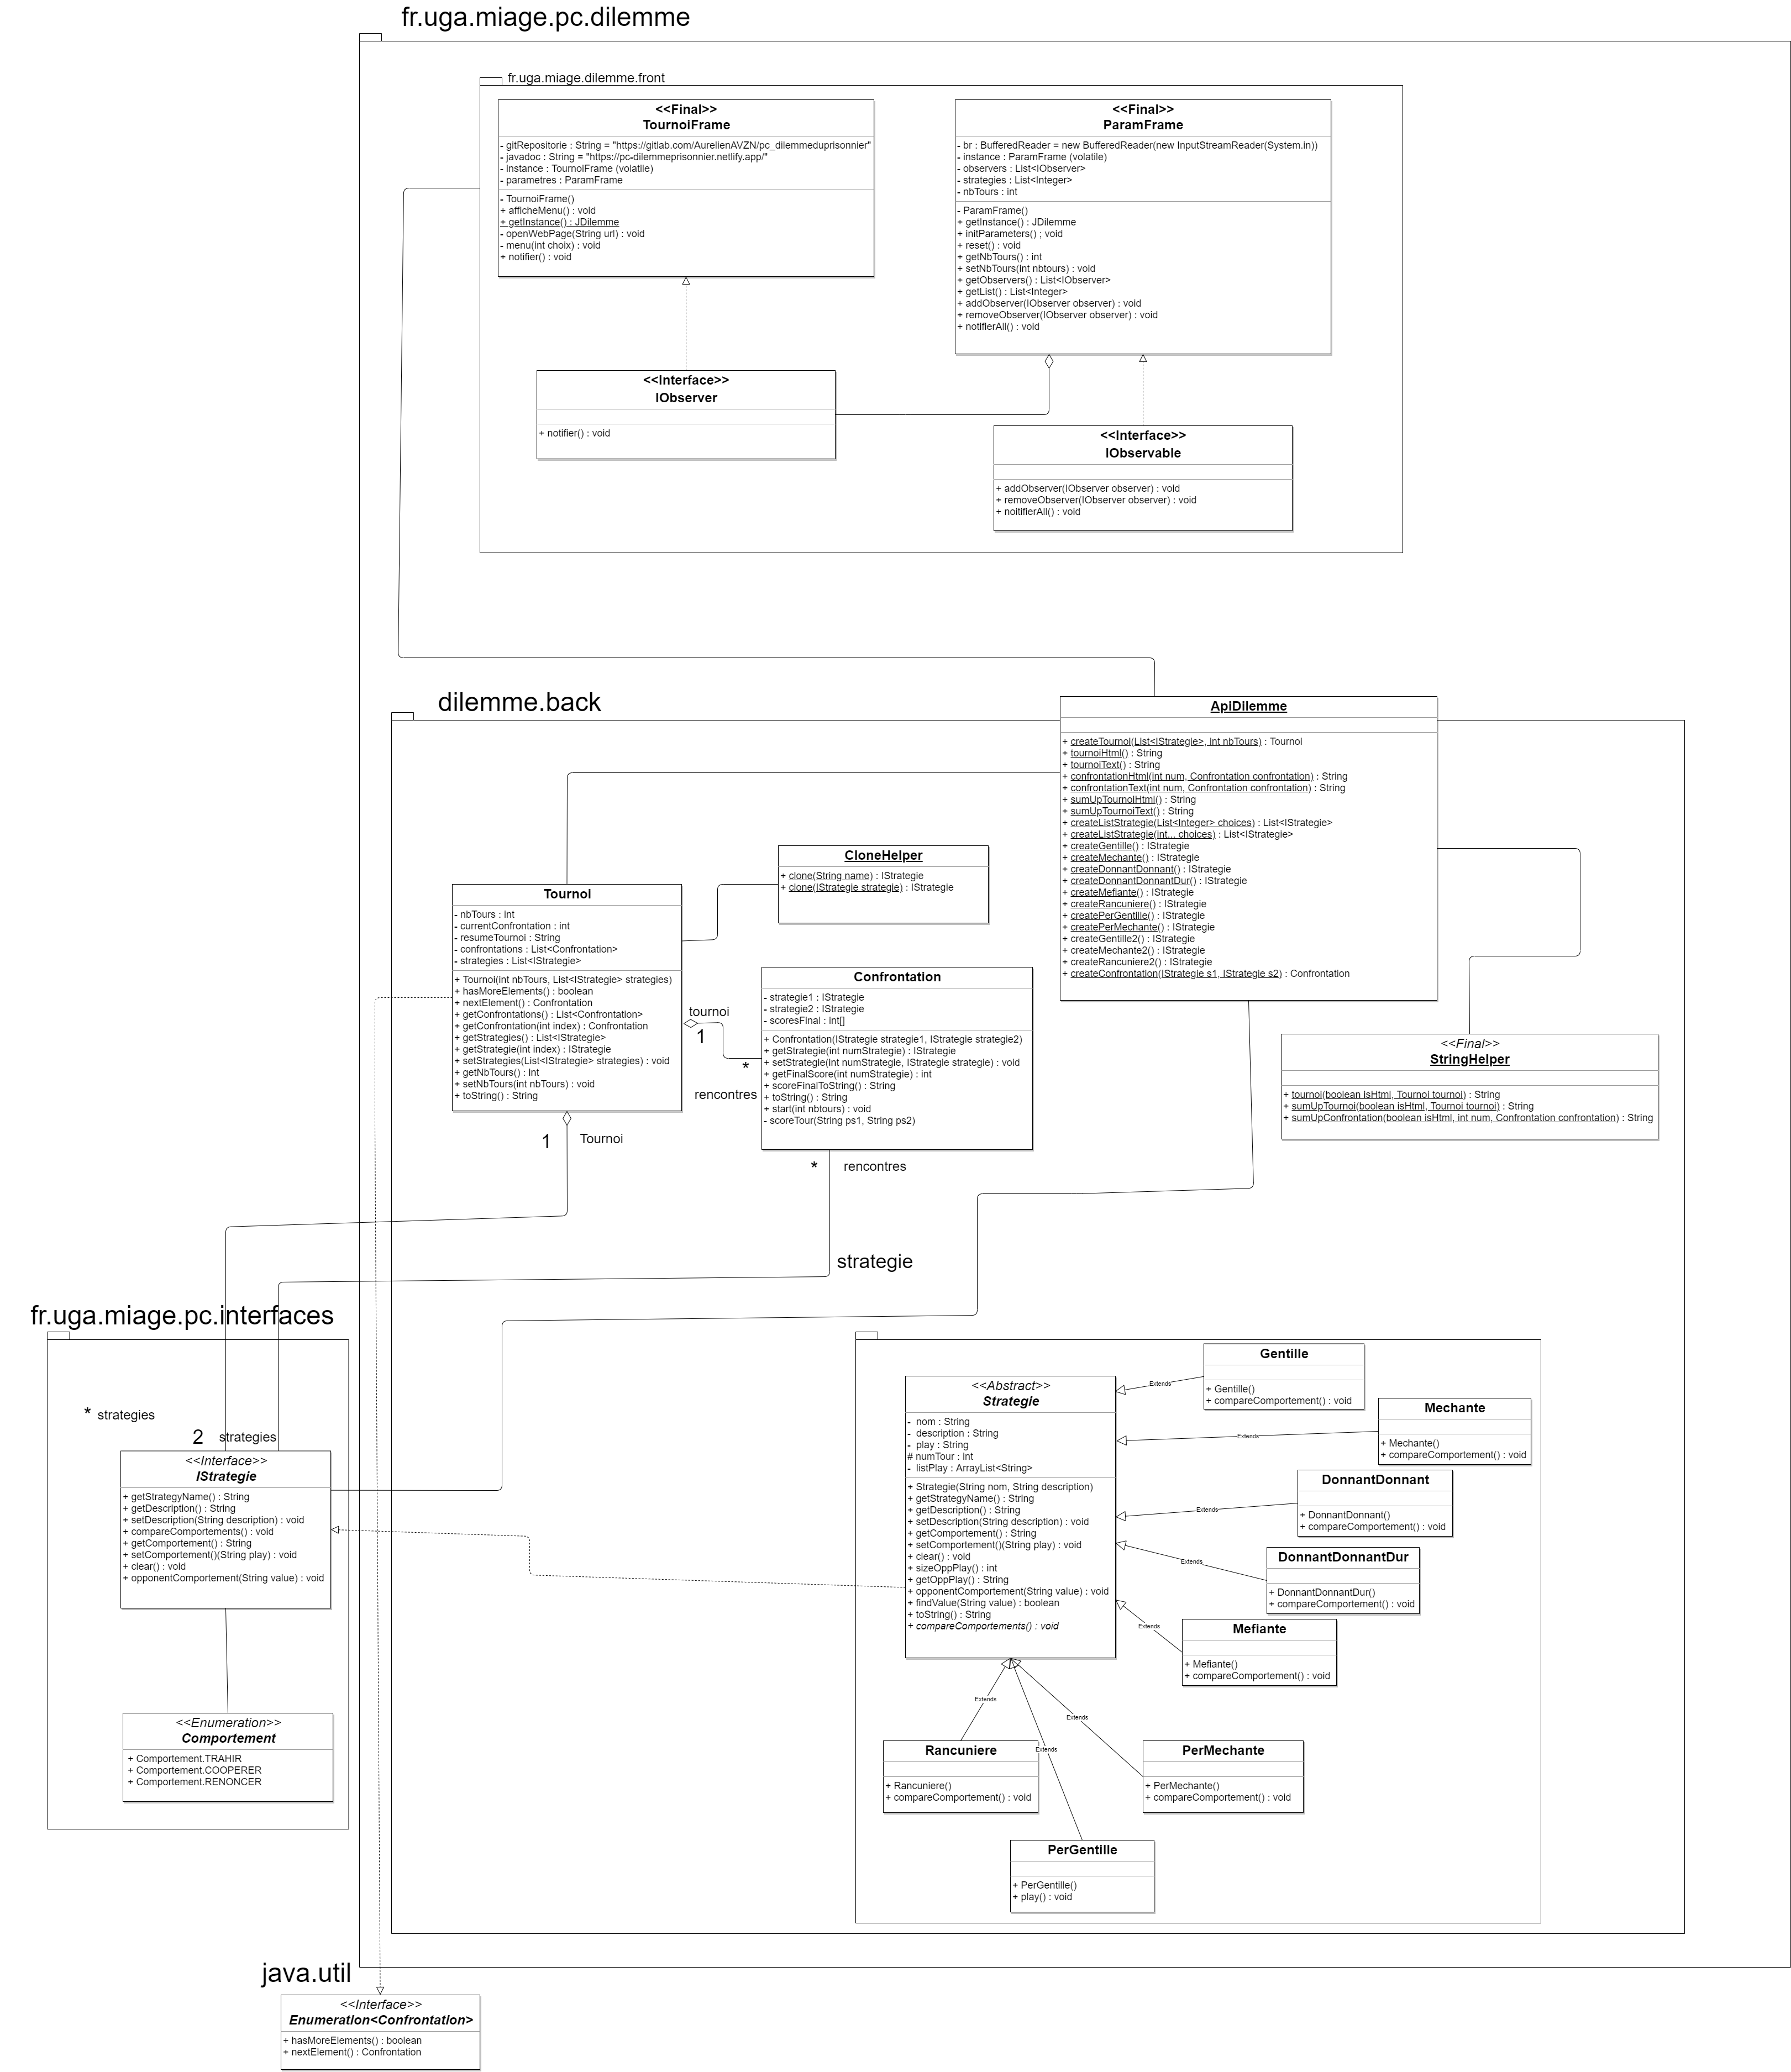 fr.uga.miage.pc.dilemme
fr.uga.miage.dilemme.front
<<Final>>
TournoiFrame
- gitRepositorie : String = "https://gitlab.com/AurelienAVZN/pc_dilemmeduprisonnier"
- javadoc : String = "https://pc-dilemmeprisonnier.netlify.app/"
- instance : TournoiFrame (volatile)
- parametres : ParamFrame
- TournoiFrame()
+ afficheMenu() : void
+ getInstance() : JDilemme
- openWebPage(String url) : void
- menu(int choix) : void
+ notifier() : void
<<Final>>
ParamFrame
- br : BufferedReader = new BufferedReader(new InputStreamReader(System.in))
- instance : ParamFrame (volatile)
- observers : List<IObserver>
- strategies : List<Integer>
- nbTours : int
- ParamFrame()
+ getInstance() : JDilemme
+ initParameters() ; void
+ reset() : void
+ getNbTours() : int
+ setNbTours(int nbtours) : void
+ getObservers() : List<IObserver>
+ getList() : List<Integer>
+ addObserver(IObserver observer) : void
+ removeObserver(IObserver observer) : void
+ notifierAll() : void
<<Interface>>
IObserver
+ notifier() : void
<<Interface>>
IObservable
+ addObserver(IObserver observer) : void
+ removeObserver(IObserver observer) : void
+ noitifierAll() : void
dilemme.back
ApiDilemme
+ createTournoi(List<IStrategie>, int nbTours) : Tournoi
+ tournoiHtml() : String
+ tournoiText() : String
+ confrontationHtml(int num, Confrontation confrontation) : String
+ confrontationText(int num, Confrontation confrontation) : String
+ sumUpTournoiHtml() : String
+ sumUpTournoiText() : String
+ createListStrategie(List<Integer> choices) : List<IStrategie>
+ createListStrategie(int... choices) : List<IStrategie>
+ createGentille() : IStrategie
+ createMechante() : IStrategie
+ createDonnantDonnant() : IStrategie
+ createDonnantDonnantDur() : IStrategie
+ createMefiante() : IStrategie
+ createRancuniere() : IStrategie
+ createPerGentille() : IStrategie
+ createPerMechante() : IStrategie
+ createGentille2() : IStrategie
+ createMechante2() : IStrategie
+ createRancuniere2() : IStrategie
+ createConfrontation(IStrategie s1, IStrategie s2) : Confrontation
CloneHelper
+ clone(String name) : IStrategie
+ clone(IStrategie strategie) : IStrategie
Tournoi
- nbTours : int
- currentConfrontation : int
- resumeTournoi : String
- confrontations : List<Confrontation>
- strategies : List<IStrategie>
+ Tournoi(int nbTours, List<IStrategie> strategies)
+ hasMoreElements() : boolean
+ nextElement() : Confrontation
+ getConfrontations() : List<Confrontation>
+ getConfrontation(int index) : Confrontation
+ getStrategies() : List<IStrategie>
+ getStrategie(int index) : IStrategie
+ setStrategies(List<IStrategie> strategies) : void
+ getNbTours() : int
+ setNbTours(int nbTours) : void
+ toString() : String
tournoi
1
*
rencontres
Confrontation
- strategie1 : IStrategie
- strategie2 : IStrategie
- scoresFinal : int[]
+ Confrontation(IStrategie strategie1, IStrategie strategie2)
+ getStrategie(int numStrategie) : IStrategie
+ setStrategie(int numStrategie, IStrategie strategie) : void
+ getFinalScore(int numStrategie) : int
+ scoreFinalToString() : String
+ toString() : String
+ start(int nbtours) : void
- scoreTour(String ps1, String ps2)
<<Final>>
StringHelper
+ tournoi(boolean isHtml, Tournoi tournoi) : String
+ sumUpTournoi(boolean isHtml, Tournoi tournoi) : String
+ sumUpConfrontation(boolean isHtml, int num, Confrontation confrontation) : String
1 Tournoi
* rencontres
strategie
fr.uga.miage.pc.interfaces
* strategies
2 strategies
<<Interface>>
IStrategie
+ getStrategyName() : String
+ getDescription() : String
+ setDescription(String description) : void
+ compareComportements() : void
+ getComportement() : String
+ setComportement()(String play) : void
+ clear() : void
+ opponentComportement(String value) : void
<<Enumeration>>
Comportement
+ Comportement.TRAHIR
+ Comportement.COOPERER
+ Comportement.RENONCER
<<Abstract>>
Strategie
- nom : String
- description : String
- play : String
# numTour : int
- listPlay : ArrayList<String>
+ Strategie(String nom, String description)
+ getStrategyName() : String
+ getDescription() : String
+ setDescription(String description) : void
+ getComportement() : String
+ setComportement()(String play) : void
+ clear() : void
+ sizeOppPlay() : int
+ getOppPlay() : String
+ opponentComportement(String value) : void
+ findValue(String value) : boolean
+ toString() : String
+ compareComportements() : void
Extends
Gentille
+ Gentille()
+ compareComportement() : void
Extends
Mechante
+ Mechante()
+ compareComportement() : void
Extends
DonnantDonnant
+ DonnantDonnant()
+ compareComportement() : void
Extends
DonnantDonnantDur
+ DonnantDonnantDur()
+ compareComportement() : void
Extends
Mefiante
+ Mefiante()
+ compareComportement() : void
Extends
Rancuniere
+ Rancuniere()
+ compareComportement() : void
Extends
PerMechante
+ PerMechante()
+ compareComportement() : void
Extends
PerGentille
+ PerGentille()
+ play() : void
java.util
<<Interface>>
Enumeration<Confrontation>
+ hasMoreElements() : boolean
+ nextElement() : Confrontation